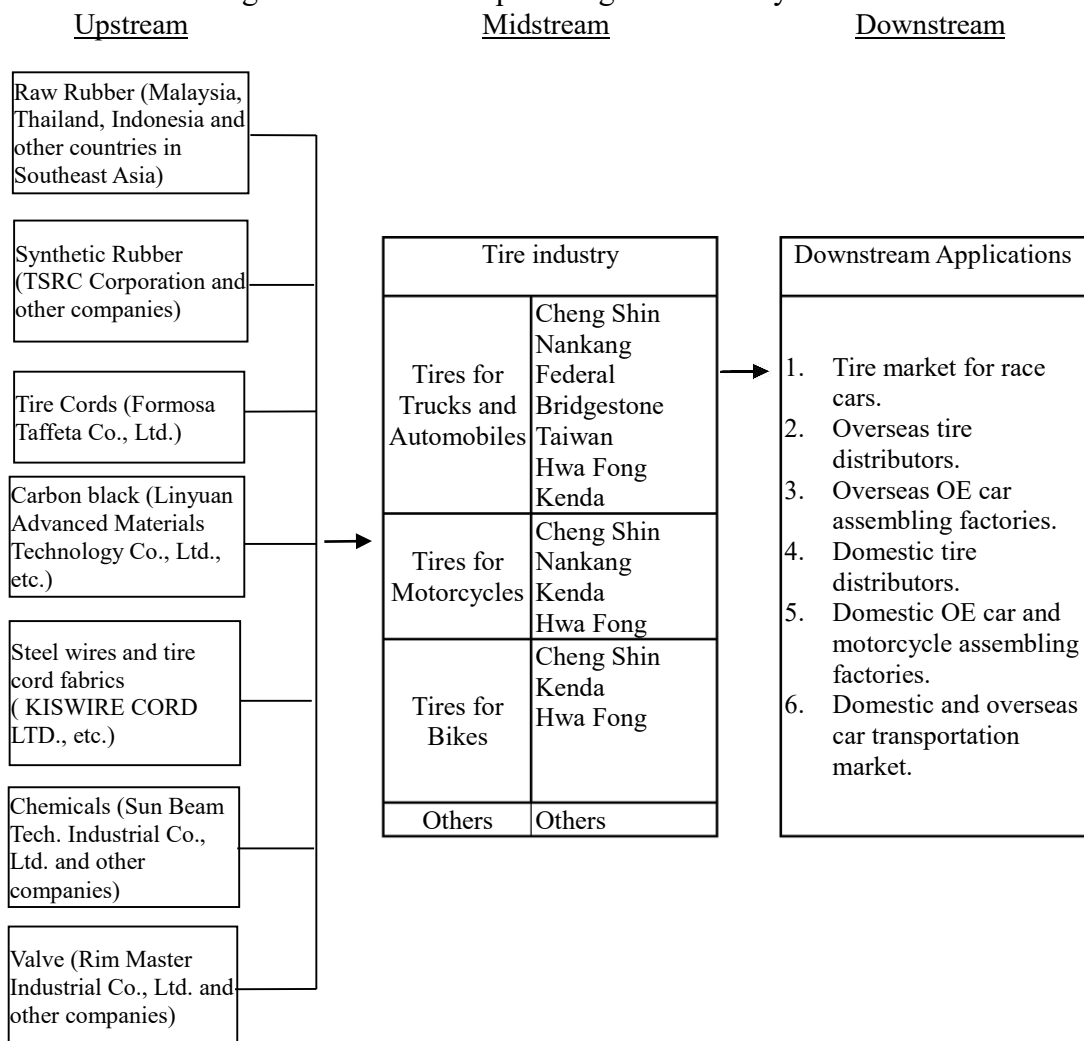 Upstream
Midstream
Downstream
Raw Rubber (Malaysia,
Thailand, Indonesia and
other countries in
Southeast Asia)
Synthetic Rubber
(TSRC Corporation and
other companies)
Tire Cords (Formosa
Taffeta Co., Ltd.)
Carbon black (Linyuan
Advanced Materials
Technology Co., Ltd.,
etc.)
Steel wires and tire
cord fabrics
( KISWIRE CORD
LTD., etc.)
Chemicals (Sun Beam
Tech. Industrial Co.,
Ltd. and other
companies)
Valve (Rim Master
Industrial Co., Ltd. and
other companies)
Tire industry
Tires for
Trucks and
Automobiles
Cheng Shin
Nankang
Federal
Bridgestone
Taiwan
Hwa Fong
Kenda
Tires for
Motorcycles
Cheng Shin
Nankang
Kenda
Hwa Fong
Tires for
Bikes
Cheng Shin
Kenda
Hwa Fong
Others
Others
Downstream Applications
1. Tire market for race
cars.
2. Overseas tire
distributors.
3. Overseas OE car
assembling factories.
4. Domestic tire
distributors.
5. Domestic OE car and
motorcycle assembling
factories.
6. Domestic and overseas
car transportation
market.